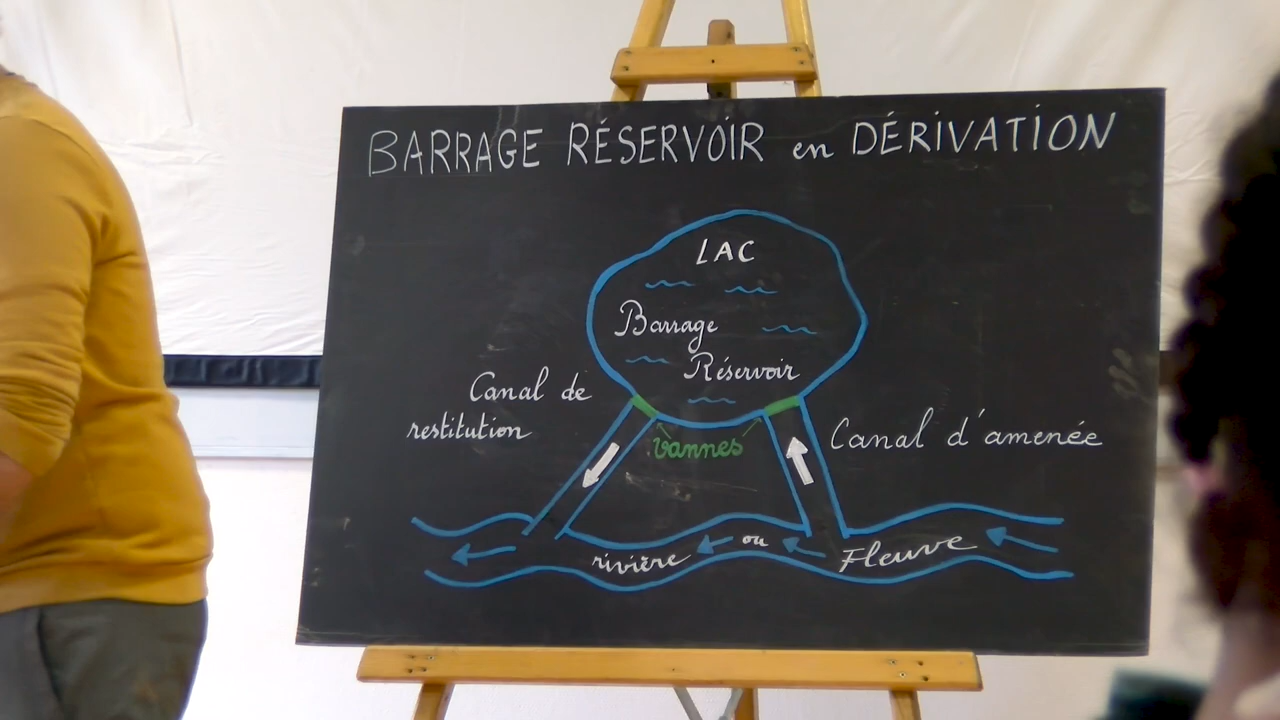 BARRAGE RÉSERVOIR en DÉRIVATION
LAC
Barrage
Réservoir
Canal de
restitution
vannes
Canal d'amenée
rivière ou Fleuve